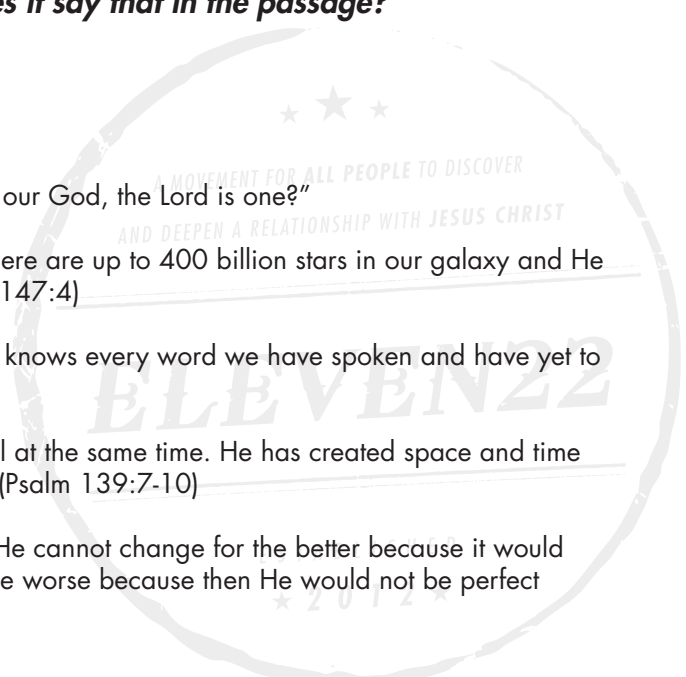 es it say that in the passage?
A MOVEMENT FOR ALL PEOPLE TO DISCOVER
our God, the Lord is one?”
AND DEEPEN A RELATIONSHIP WITH JESUS CHRIST
ere are up to 400 billion stars in our galaxy and He
147:4)
knows every word we have spoken and have yet to
ELEVEN22
l at the same time. He has created space and time
(Psalm 139:7-10)
He cannot change for the better because it would
e worse because then He would not be perfect
2012